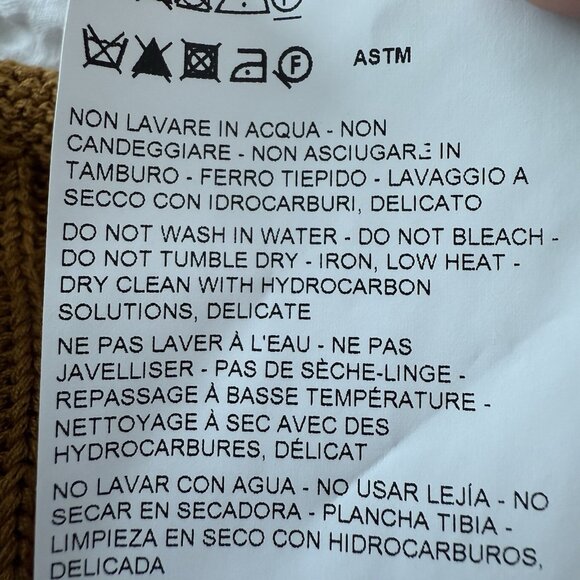 F
ASTM
NON LAVARE IN ACQUA - NON
CANDEGGIARE - NON ASCIUGARE IN
TAMBURO - FERRO TIEPIDO - LAVAGGIO A
SECCO CON IDROCARBURI, DELICATO
DO NOT WASH IN WATER - DO NOT BLEACH -
DO NOT TUMBLE DRY - IRON, LOW HEAT -
DRY CLEAN WITH HYDROCARBON
SOLUTIONS, DELICATE
NE PAS LAVER À L'EAU - NE PAS
JAVELLISER - PAS DE SÈCHE-LINGE -
REPASSAGE À BASSE TEMPÉRATURE -
NETTOYAGE À SEC AVEC DES
HYDROCARBURES, DÉLICAT
NO LAVAR CON AGUA - NO USAR LEJÍA - NO
SECAR EN SECADORA - PLANCHA TIBIA -
LIMPIEZA EN SECO CON HIDROCARBUROS,
DELICADA